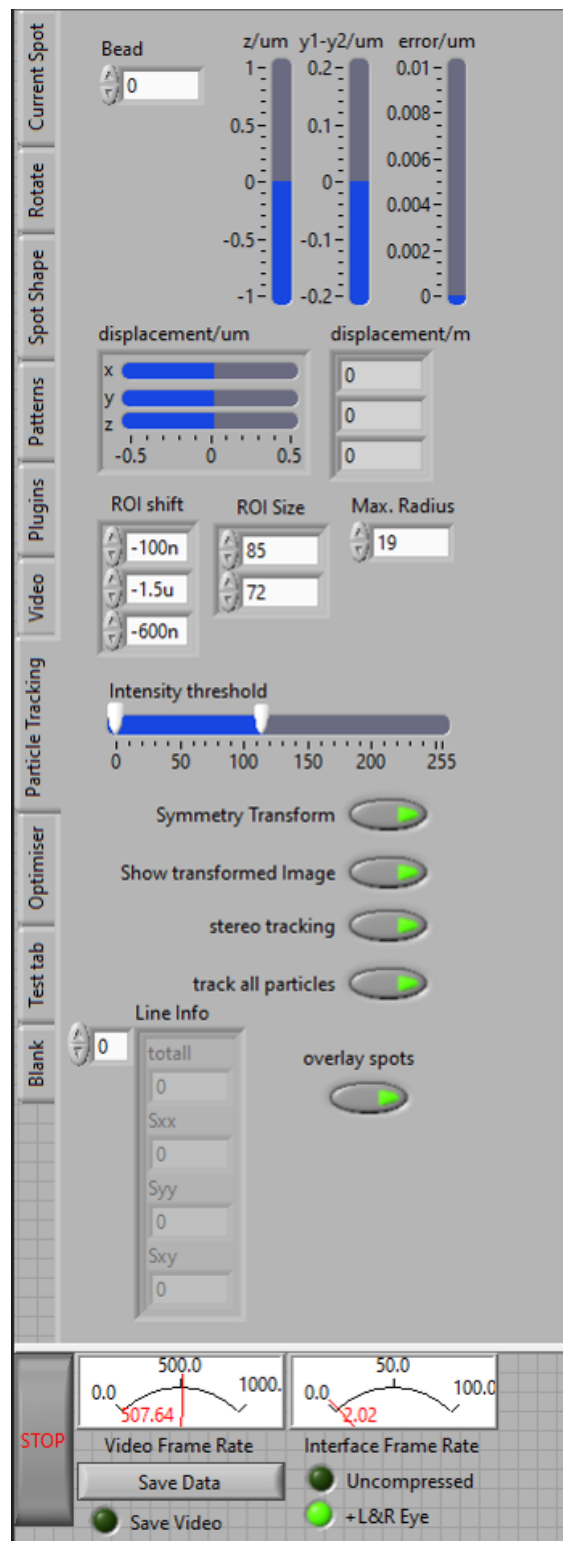 Current Spot
Rotate
Spot Shape
Patterns
Plugins
Video
Particle Tracking
Optimiser
Test tab
Blank
Bead
0
z/um y1-y2/um error/um
1 0.2 0.01
0.008
0.5 0.1
0.006
0 0
0.004
-0.5 -0.1
0.002
-1 -0.2 0
displacement/um displacement/m
x
y
z
-0.5 0 0.5
0
0
0
ROI shift ROI Size Max. Radius
-100n 85 19
-1.5u 72
-600n
Intensity threshold
0 50 100 150 200 255
Symmetry Transform
Show transformed Image
stereo tracking
track all particles
Line Info
0
totalI
0
Sxx
0
Syy
0
Sxy
0
overlay spots
STOP
0.0 500.0 1000.
507.64
Video Frame Rate
0.0 50.0 100.0
2.02
Interface Frame Rate
Save Data
Uncompressed
Save Video
+L&R Eye